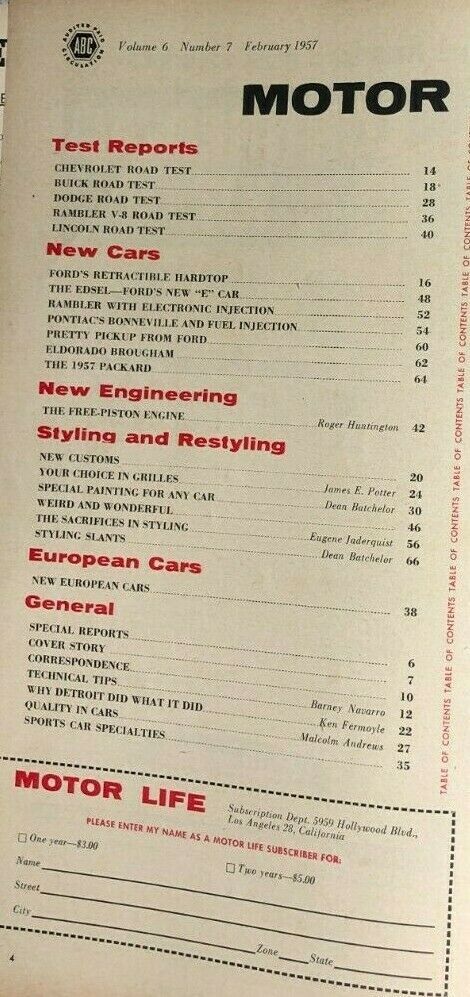 AUDITED PAID
ABC
CIRCULATION
Volume 6 Number 7 February 1957
MOTOR
Test Reports
CHEVROLET ROAD TEST 14
BUICK ROAD TEST 18
DODGE ROAD TEST 28
RAMBLER V-8 ROAD TEST 36
LINCOLN ROAD TEST 40
New Cars
FORD'S RETRACTIBLE HARDTOP 16
THE EDSEL—FORD'S NEW "E" CAR 48
RAMBLER WITH ELECTRONIC INJECTION 52
PONTIAC'S BONNEVILLE AND FUEL INJECTION 54
PRETTY PICKUP FROM FORD 60
ELDORADO BROUGHAM 62
THE 1957 PACKARD 64
New Engineering
THE FREE-PISTON ENGINE Roger Huntington 42
Styling and Restyling
NEW CUSTOMS 20
YOUR CHOICE IN GRILLES James E. Potter 24
SPECIAL PAINTING FOR ANY CAR Dean Batchelor 30
WEIRD AND WONDERFUL 46
THE SACRIFICES IN STYLING Eugene Jaderquist 56
STYLING SLANTS Dean Batchelor 66
European Cars
NEW EUROPEAN CARS 38
General
SPECIAL REPORTS 6
COVER STORY 7
CORRESPONDENCE 10
TECHNICAL TIPS Barney Navarro 12
WHY DETROIT DID WHAT IT DID Ken Fermoyle 22
QUALITY IN CARS Malcolm Andrews 27
SPORTS CAR SPECIALTIES 35
TABLE OF CONTENTS TABLE OF CONTENTS TABLE OF CONTENTS TABLE OF CONTENTS TABLE OF CONTENTS
MOTOR LIFE
Subscription Dept. 5959 Hollywood Blvd.,
Los Angeles 28, California
PLEASE ENTER MY NAME AS A MOTOR LIFE SUBSCRIBER FOR:
One year—$3.00
Two years—$5.00
Name
Street
City
Zone State
4